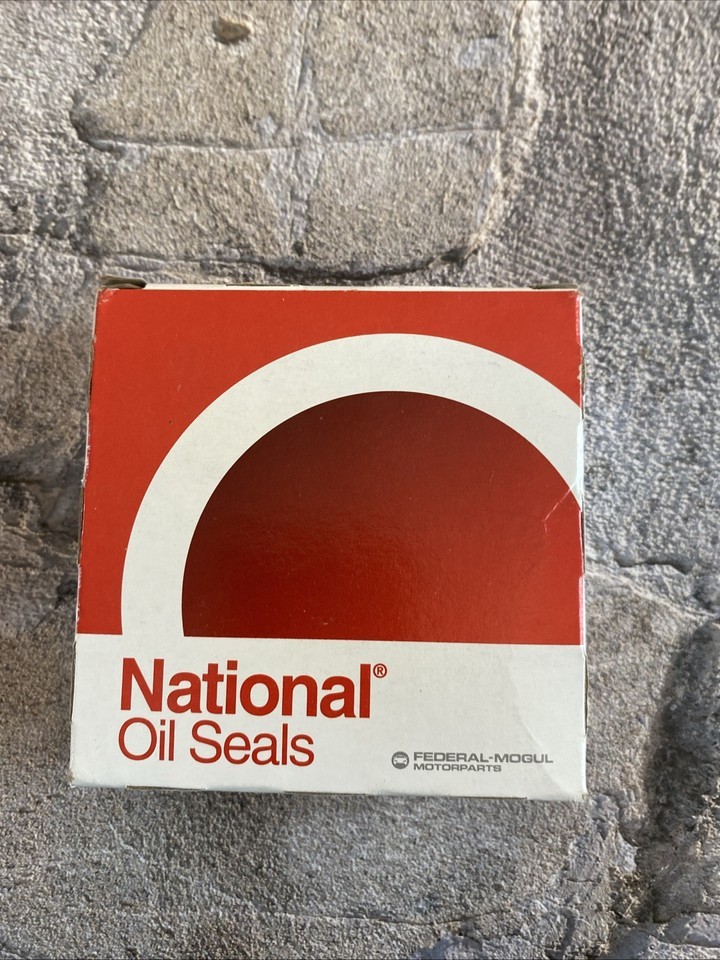 National®
Oil Seals
FEDERAL-MOGUL
MOTORPARTS